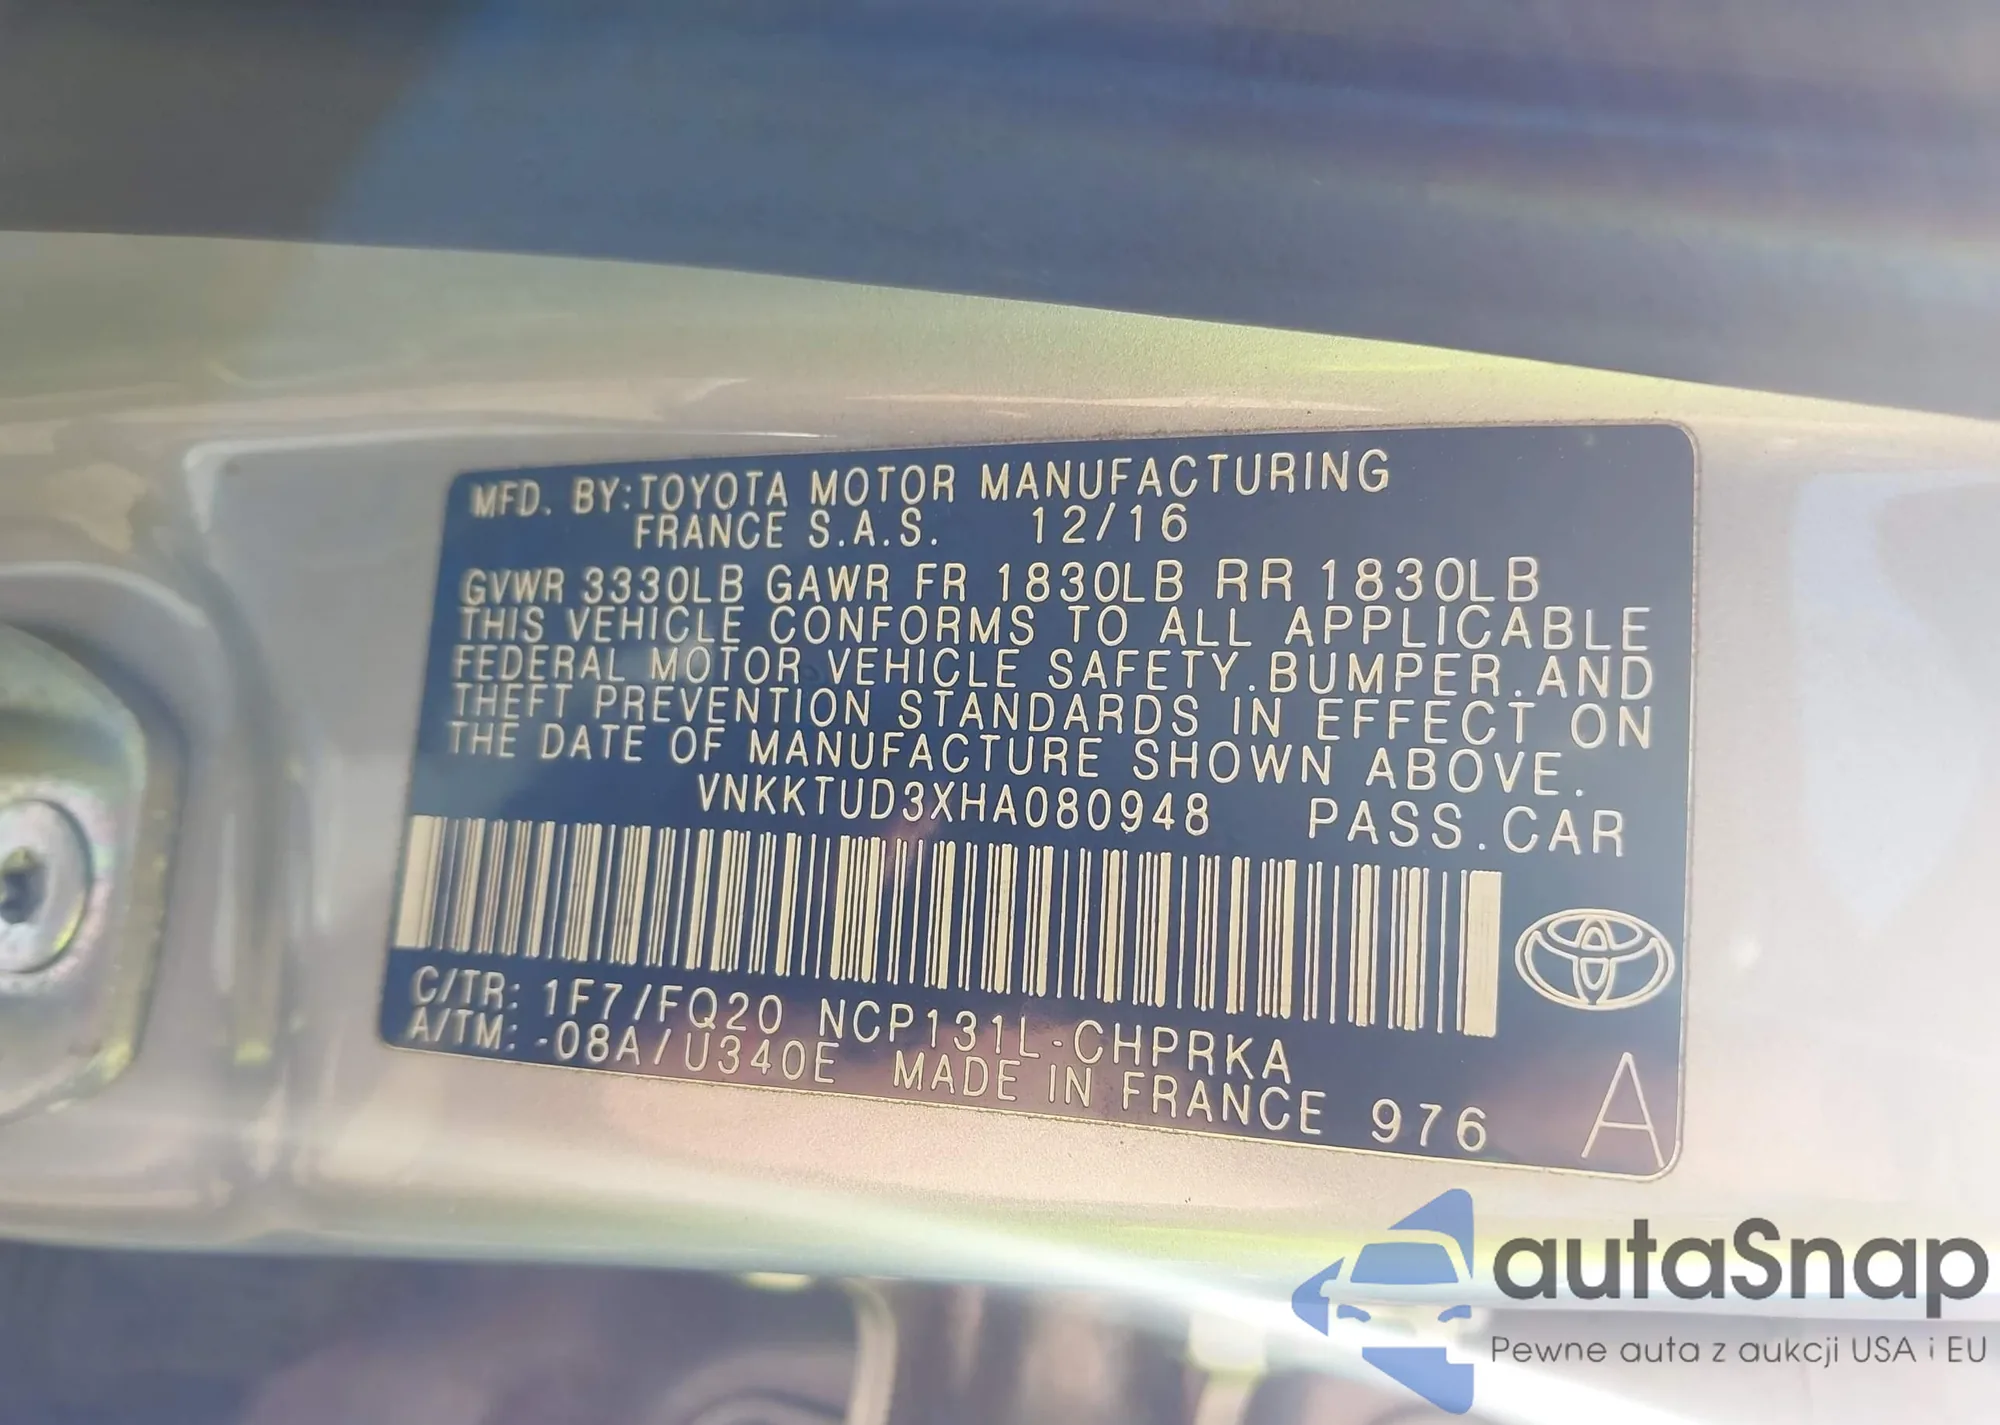 MFD. BY:TOYOTA MOTOR MANUFACTURING
FRANCE S.A.S. 12/16
GVWR 3330LB GAWR FR 1830LB RR 1830LB
THIS VEHICLE CONFORMS TO ALL APPLICABLE
FEDERAL MOTOR VEHICLE SAFETY.BUMPER.AND
THEFT PREVENTION STANDARDS IN EFFECT ON
THE DATE OF MANUFACTURE SHOWN ABOVE.
VNKKTUD3XHA080948 PASS.CAR
C/TR: 1F7/FQ20 NCP131L-CHPRKA
A/TM: -08A/U340E MADE IN FRANCE 976
A
autaSnap
Pewne auta z aukcji USA i EU